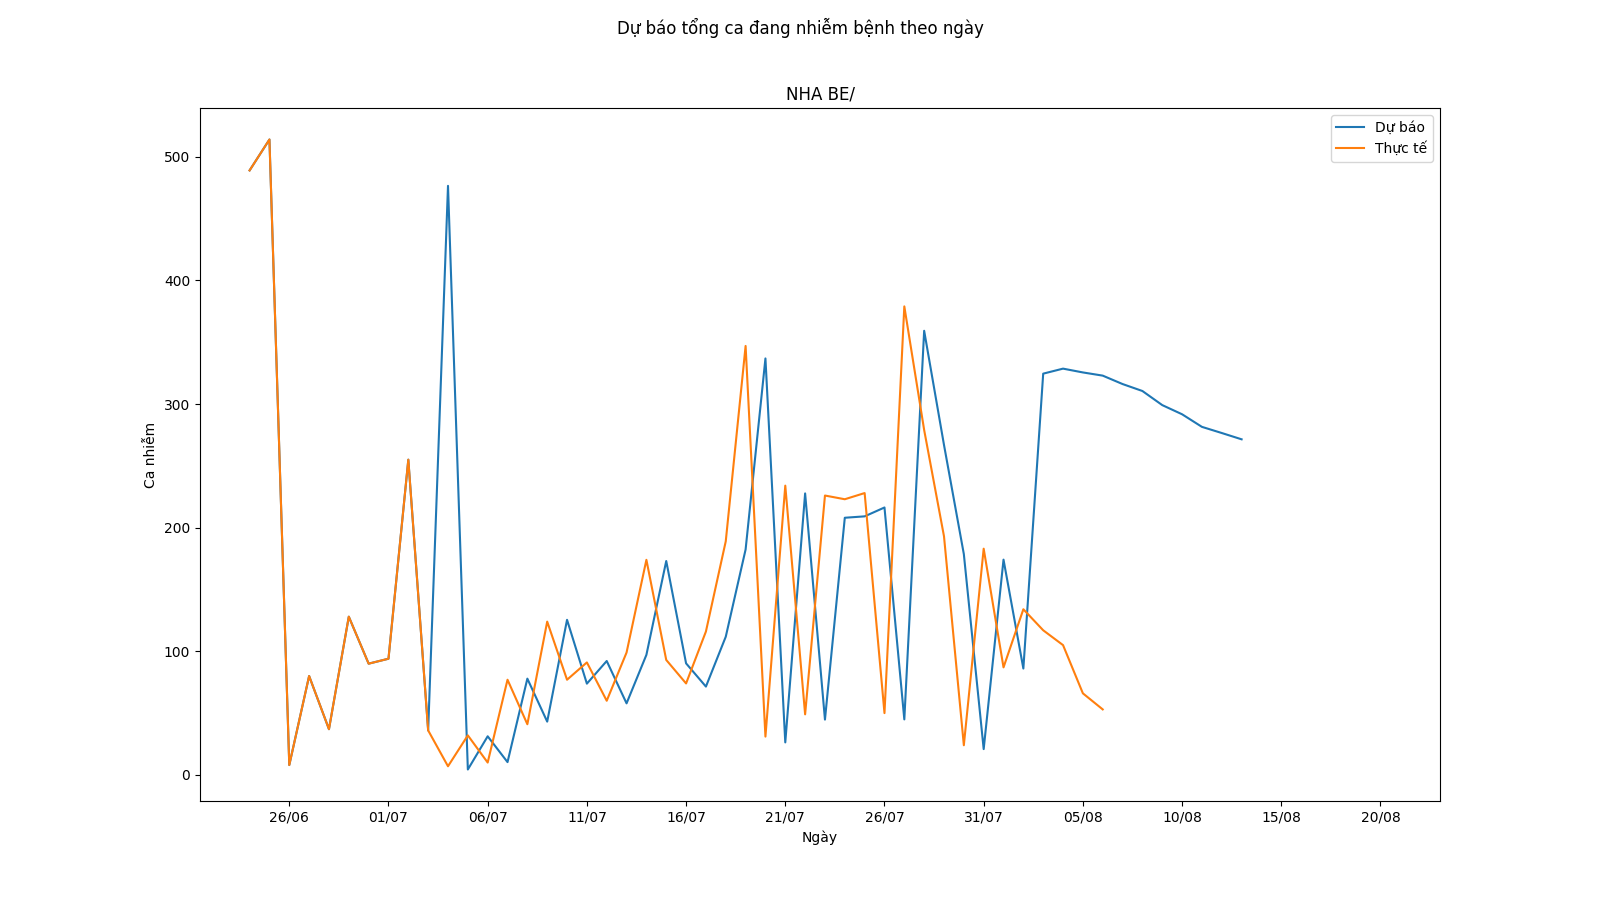 Dự báo tổng ca đang nhiễm bệnh theo ngày
NHA BE/
Dự báo
Thực tế
500
400
300
200
100
0
Ca nhiễm
26/06 01/07 06/07 11/07 16/07 21/07 26/07 31/07 05/08 10/08 15/08 20/08
Ngày